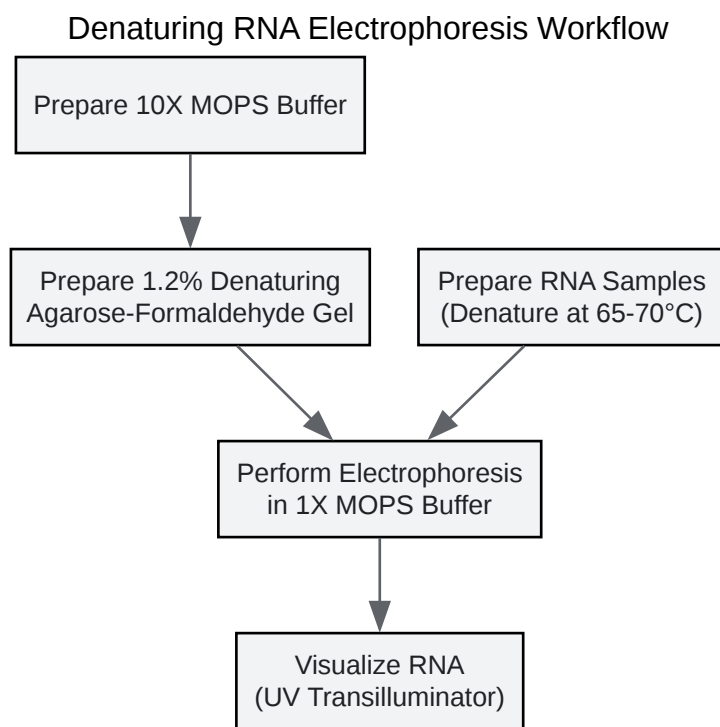 Denaturing RNA Electrophoresis Workflow
Prepare 10X MOPS Buffer
Prepare 1.2% Denaturing
Agarose-Formaldehyde Gel
Prepare RNA Samples
(Denature at 65-70°C)
Perform Electrophoresis
in 1X MOPS Buffer
Visualize RNA
(UV Transilluminator)